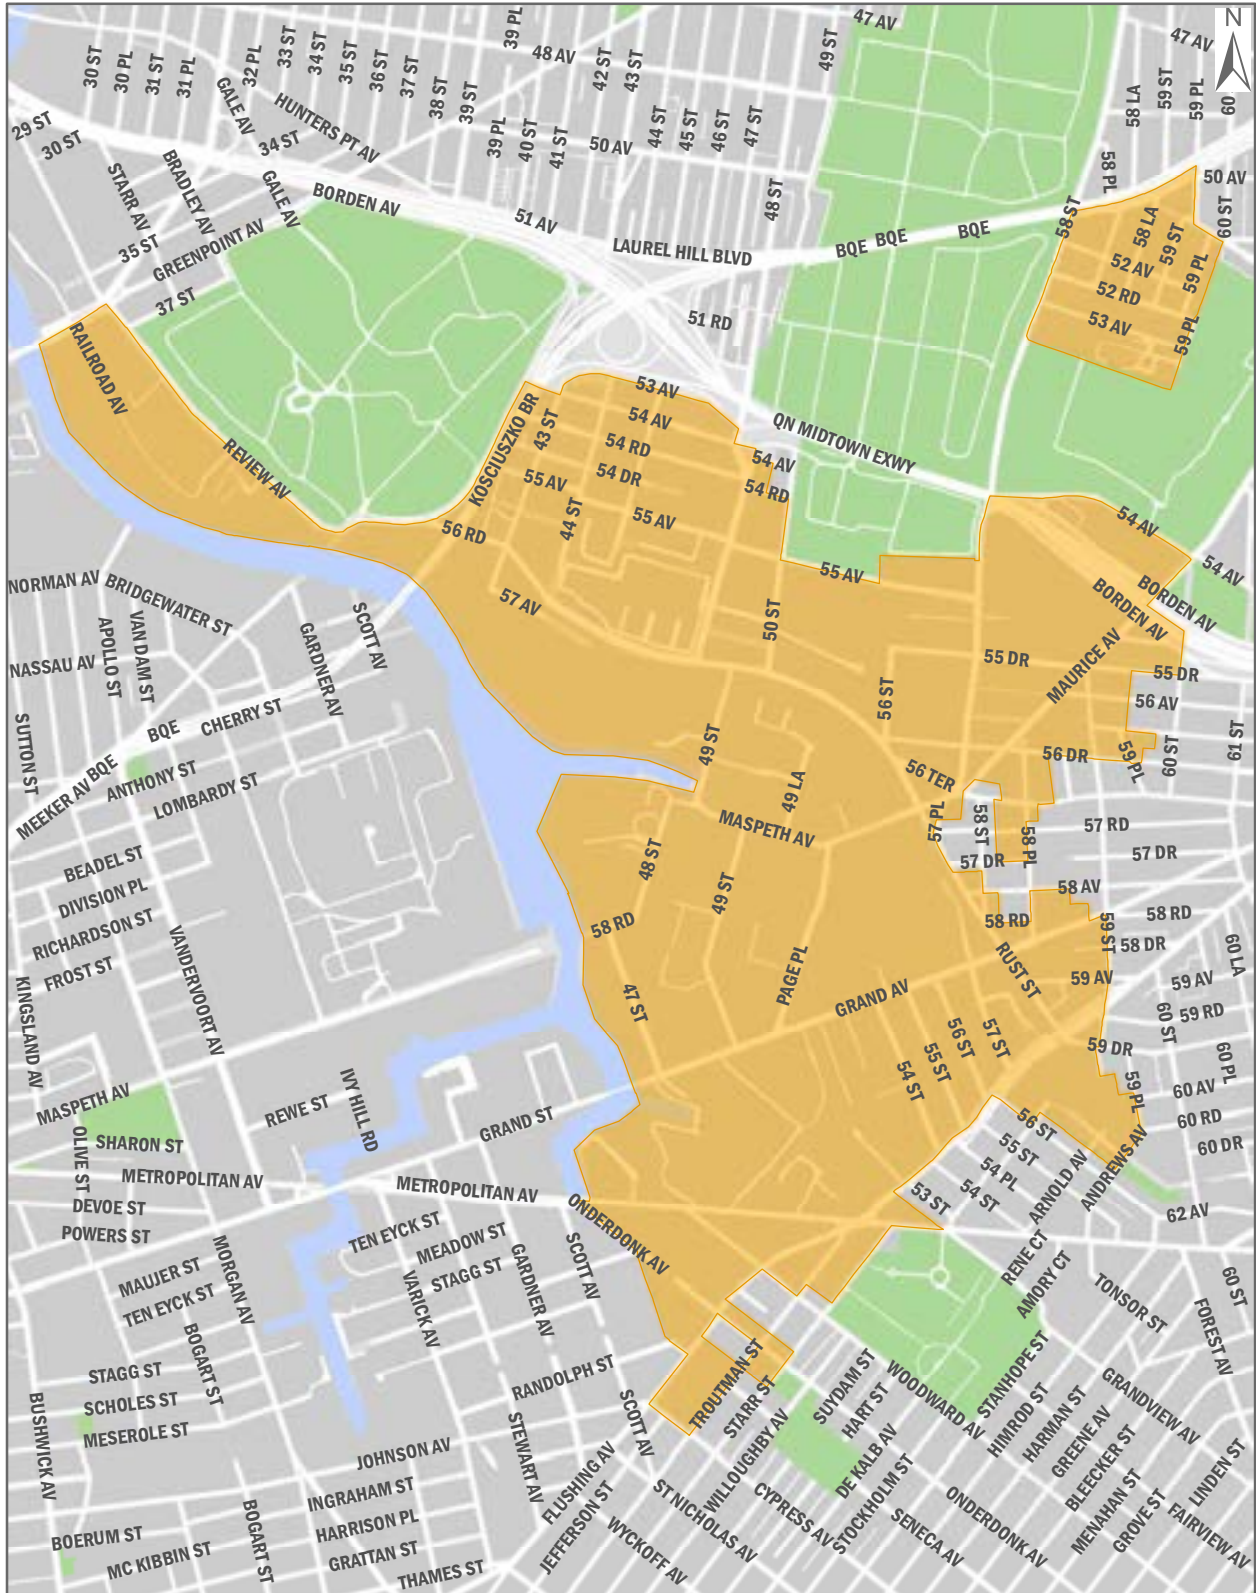 39 PL
47 AV
49 ST
N
47 AV
48 AV
42 ST
43 ST
30 ST
30 PL
31 ST
31 PL
32 PL
33 ST
34 ST
35 ST
36 ST
37 ST
38 ST
39 ST
GALE AV
HUNTERS PT AV
34 ST
39 PL
40 ST
41 ST
50 AV
44 ST
45 ST
46 ST
47 ST
58 LA
59 ST
59 PL
60
29 ST
30 ST
STARR AV
BRADLEY AV
GALE AV
BORDEN AV
51 AV
48 ST
58 PL
50 AV
60 ST
58 ST
58 LA
59 ST
35 ST
GREENPOINT AV
37 ST
LAUREL HILL BLVD
BQE
BQE
BQE
52 AV
59 PL
52 RD
53 AV
59 PL
51 RD
RAILROAD AV
REVIEW AV
KOSCIUSZKO BR
53 AV
43 ST
54 AV
54 RD
54 DR
55 AV
44 ST
55 AV
QN MIDTOWN EXWY
54 AV
54 RD
54 AV
54 AV
56 RD
55 AV
57 AV
50 ST
BORDEN AV
BORDEN AV
MAURICE AV
NORMAN AV
BRIDGEWATER ST
VAN DAM ST
APOLLO ST
NASSAU AV
SCOTT AV
GARDNER AV
55 DR
55 DR
56 ST
56 AV
SUTTON ST
BQE
CHERRY ST
BQE
MEEKER AV
ANTHONY ST
LOMBARDY ST
49 ST
56 DR
59 PL
60 ST
61 ST
56 TER
49 LA
MASPETH AV
57 PL
58 ST
58 PL
57 RD
57 DR
57 DR
48 ST
49 ST
58 AV
58 RD
58 RD
58 RD
59 ST
58 DR
60 LA
BEADEL ST
DIVISION PL
RICHARDSON ST
FROST ST
VANDERVOORT AV
KINGSLAND AV
47 ST
PAGE PL
GRAND AV
RUST ST
59 AV
59 AV
59 RD
60 ST
56 ST
57 ST
55 ST
54 ST
59 DR
60 PL
59 PL
60 AV
60 RD
60 DR
MASPETH AV
REWE ST
IVY HILL RD
GRAND ST
SHARON ST
OLIVE ST
METROPOLITAN AV
METROPOLITAN AV
DEVOE ST
POWERS ST
56 ST
55 ST
54 PL
54 ST
53 ST
ARNOLD AV
ANDREWS AV
62 AV
ONDERDONK AV
TEN EYCK ST
MEADOW ST
STAGG ST
MAUJER ST
TEN EYCK ST
MORGAN AV
VARICK AV
GARDNER AV
SCOTT AV
RENE CT
AMORY CT
TONSOR ST
60 ST
FOREST AV
BOGART ST
STAGG ST
SCHOLES ST
MESEROLE ST
BUSHWICK AV
RANDOLPH ST
SCOTT AV
STEWART AV
TROUTMAN ST
STARR ST
WILLOUGHBY AV
SUYDAM ST
HART ST
DE KALB AV
STOCKHOLM ST
WOODWARD AV
STANHOPE ST
HIMROD ST
HARMAN ST
GREENE AV
BLEECKER ST
MENAHAN ST
GROVE ST
GRANDVIEW AV
LINDEN ST
FAIRVIEW AV
JOHNSON AV
INGRAHAM ST
HARRISON PL
GRATTAN ST
THAMES ST
FLUSHING AV
JEFFERSON ST
ST NICHOLAS AV
WYCKOFF AV
CYPRESS AV
SENECA AV
ONDERDONK AV
BOERUM ST
MC KIBBIN ST
BOGART ST